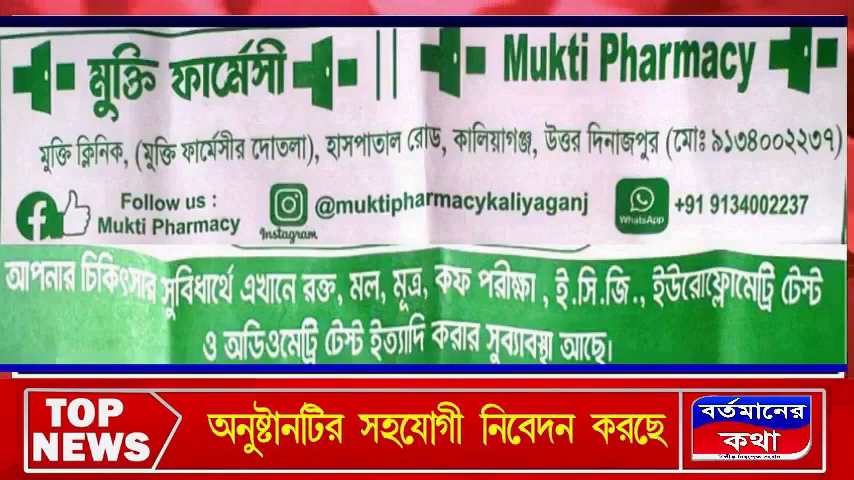 মুক্তি ফার্মেসী || Mukti Pharmacy
মুক্তি ক্লিনিক, (মুক্তি ফার্মেসীর দোতলা), হাসপাতাল রোড, কালিয়াগঞ্জ, উত্তর দিনাজপুর (মোঃ ৯১৩৪০০২২৩৭)
Follow us :
Mukti Pharmacy
Instagram
@muktipharmacykaliyaganj
WhatsApp
+91 9134002237
আপনার চিকিৎসার সুবিধার্থে এখানে রক্ত, মল, মূত্র, কফ পরীক্ষা, ই.সি.জি., ইউরোফ্লোমেট্রি টেস্ট
ও অডিওমেট্রি টেস্ট ইত্যাদি করার সুব্যাবস্থা আছে।
TOP
NEWS
অনুষ্টানটির সহযোগী নিবেদন করছে
বর্তমানের
কথা